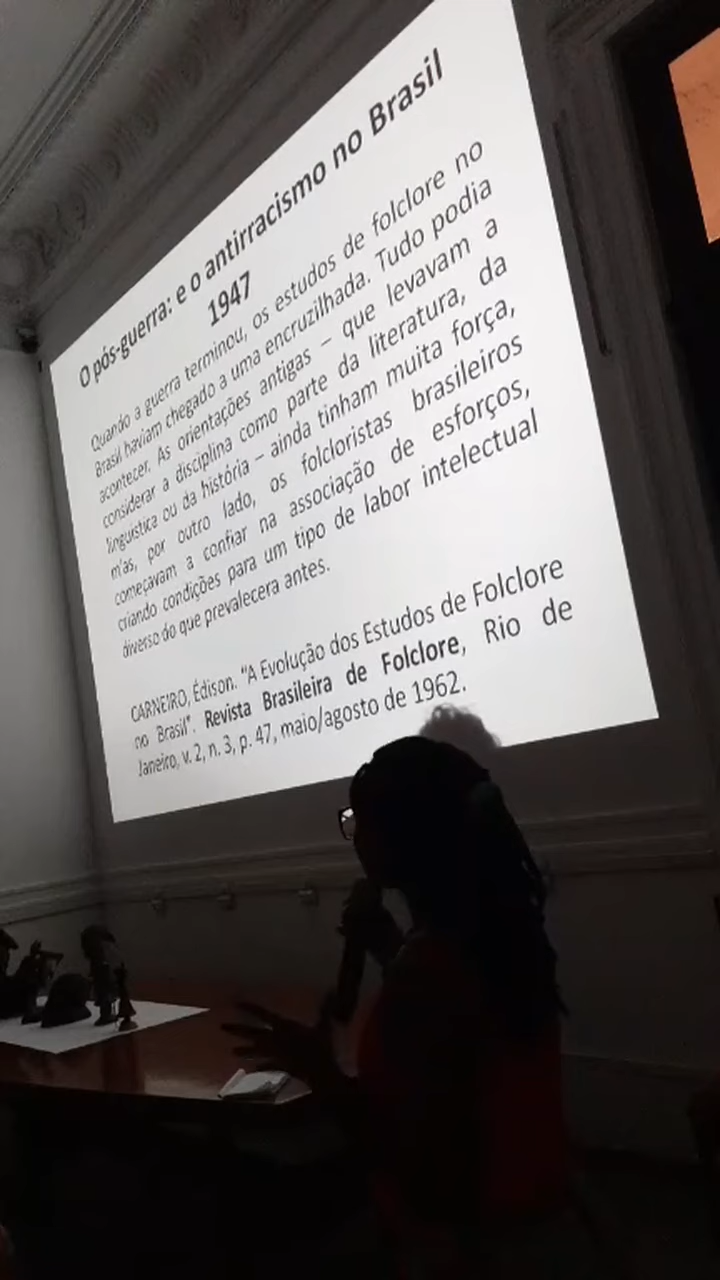 O pós-guerra: e o antirracismo no Brasil
1947
Quando a guerra terminou, os estudos de folclore no
Brasil haviam chegado a uma encruzilhada. Tudo podia
acontecer. As orientações antigas – que levavam a
considerar a disciplina como parte da literatura, da
linguística ou da história – ainda tinham muita força,
mas, por outro lado, os folcloristas brasileiros
começavam a confiar na associação de esforços,
criando condições para um tipo de labor intelectual
diverso do que prevalecera antes.
CARNEIRO, Édison. "A Evolução dos Estudos de Folclore
no Brasil". Revista Brasileira de Folclore, Rio de
Janeiro, v. 2, n. 3, p. 47, maio/agosto de 1962.